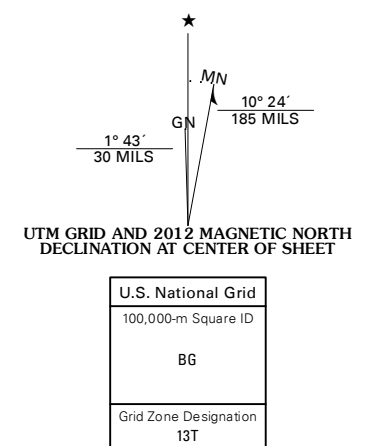 ★
MN
GN
10° 24´
185 MILS
1° 43´
30 MILS
UTM GRID AND 2012 MAGNETIC NORTH
DECLINATION AT CENTER OF SHEET
U.S. National Grid
100,000-m Square ID
BG
Grid Zone Designation
13T